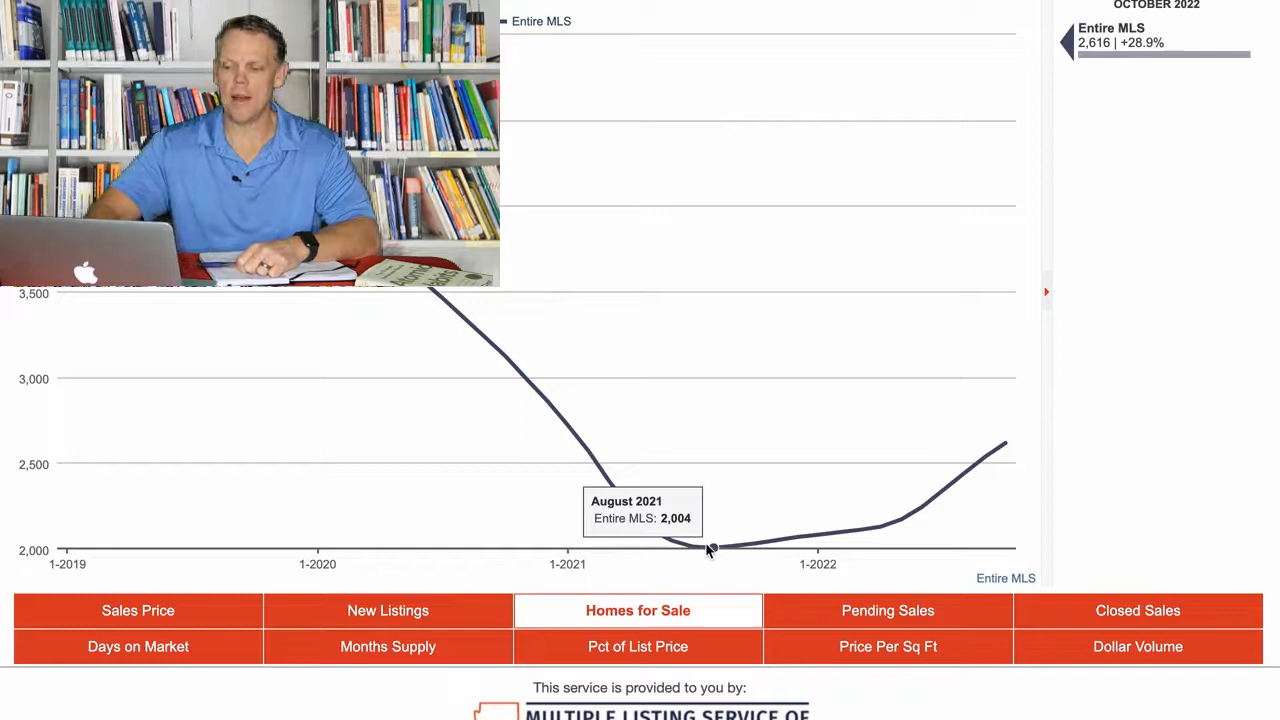 OCTOBER 2022
Entire MLS
Entire MLS
2,616 | +28.9%
Atomic
Habits
3,500
3,000
2,500
2,000
August 2021
Entire MLS: 2,004
1-2019
1-2020
1-2021
1-2022
Entire MLS
Sales Price
New Listings
Homes for Sale
Pending Sales
Closed Sales
Days on Market
Months Supply
Pct of List Price
Price Per Sq Ft
Dollar Volume
This service is provided to you by:
MULTIPLE LISTING SERVICE OF